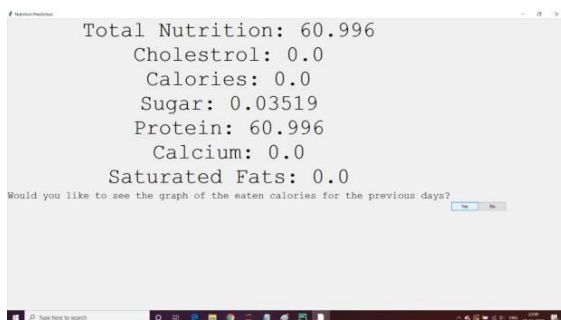 Nutrition Prediction
Total Nutrition: 60.996
Cholestrol: 0.0
Calories: 0.0
Sugar: 0.03519
Protein: 60.996
Calcium: 0.0
Saturated Fats: 0.0
Would you like to see the graph of the eaten calories for the previous days?
Yes No
Type here to search